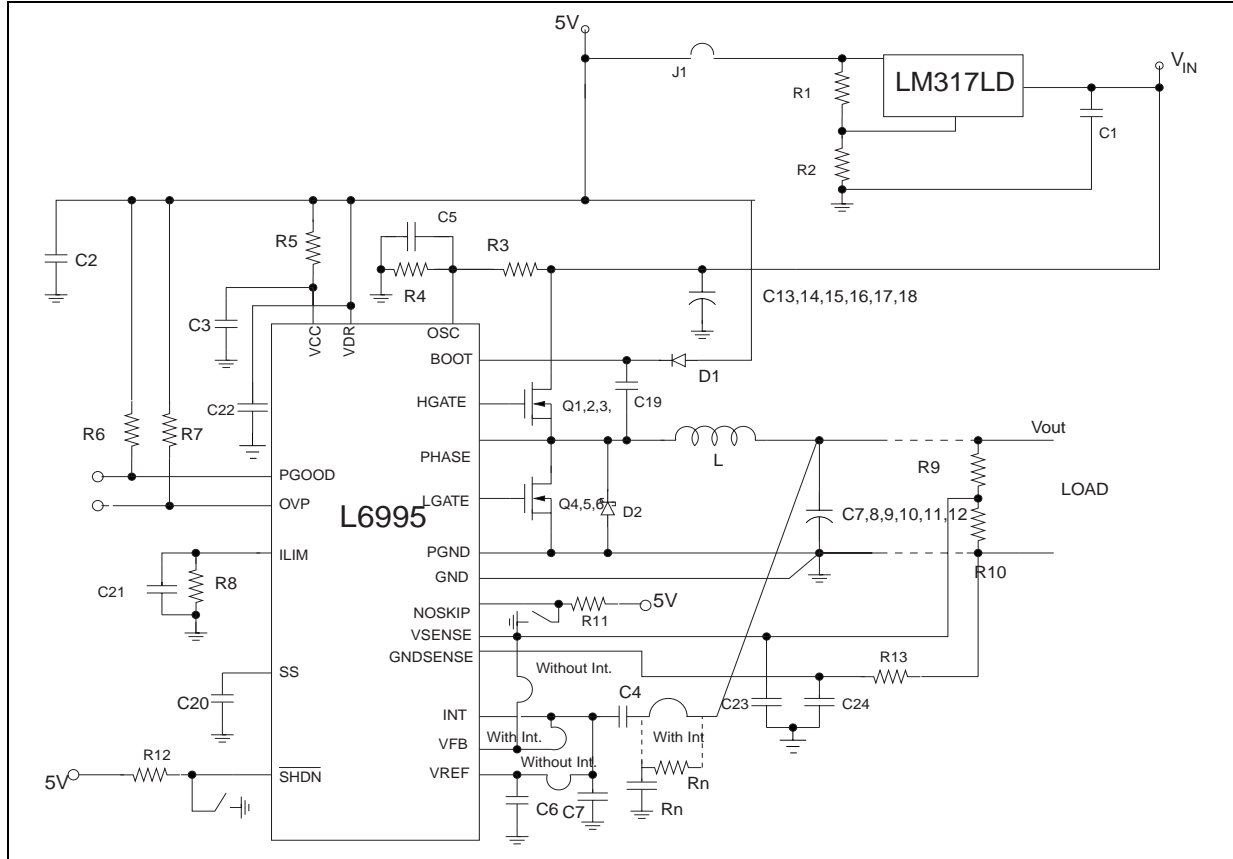 5V
J1
R1
LM317LD
VIN
C1
R2
C2
R5
C5
R3
R4
C3
VCC
VDR
OSC
C13,14,15,16,17,18
BOOT
D1
C22
HGATE
Q1,2,3,
C19
R6
R7
PHASE
L
Vout
R9
PGOOD
OVP
L6995
LGATE
Q4,5,6
D2
C7,8,9,10,11,12
LOAD
ILIM
PGND
GND
R10
C21
R8
NOSKIP
R11
5V
VSENSE
GNDSENSE
Without Int.
R13
SS
C20
C4
C23
C24
INT
VFB
With Int.
With Int
R12
5V
SHDN
VREF
Without Int.
Rn
C6
C7
Rn